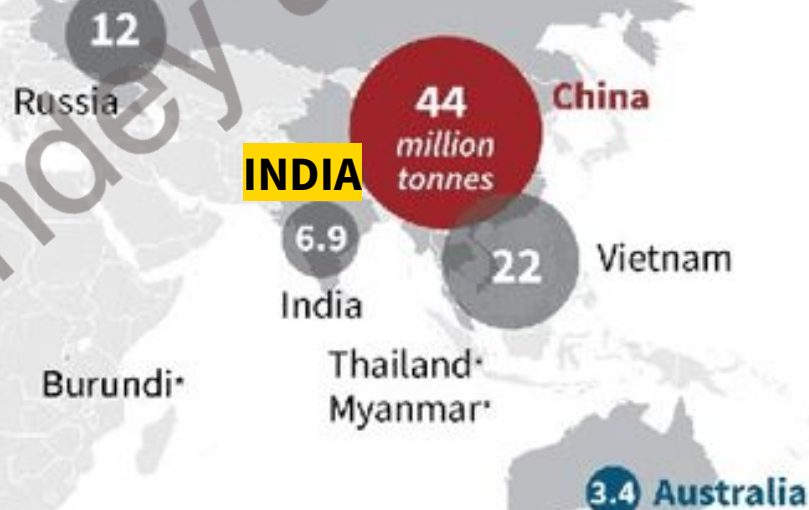 12
Russia
44
million
tonnes
China
INDIA
6.9
India
22
Vietnam
Thailand·
Myanmar·
Burundi·
3.4 Australia